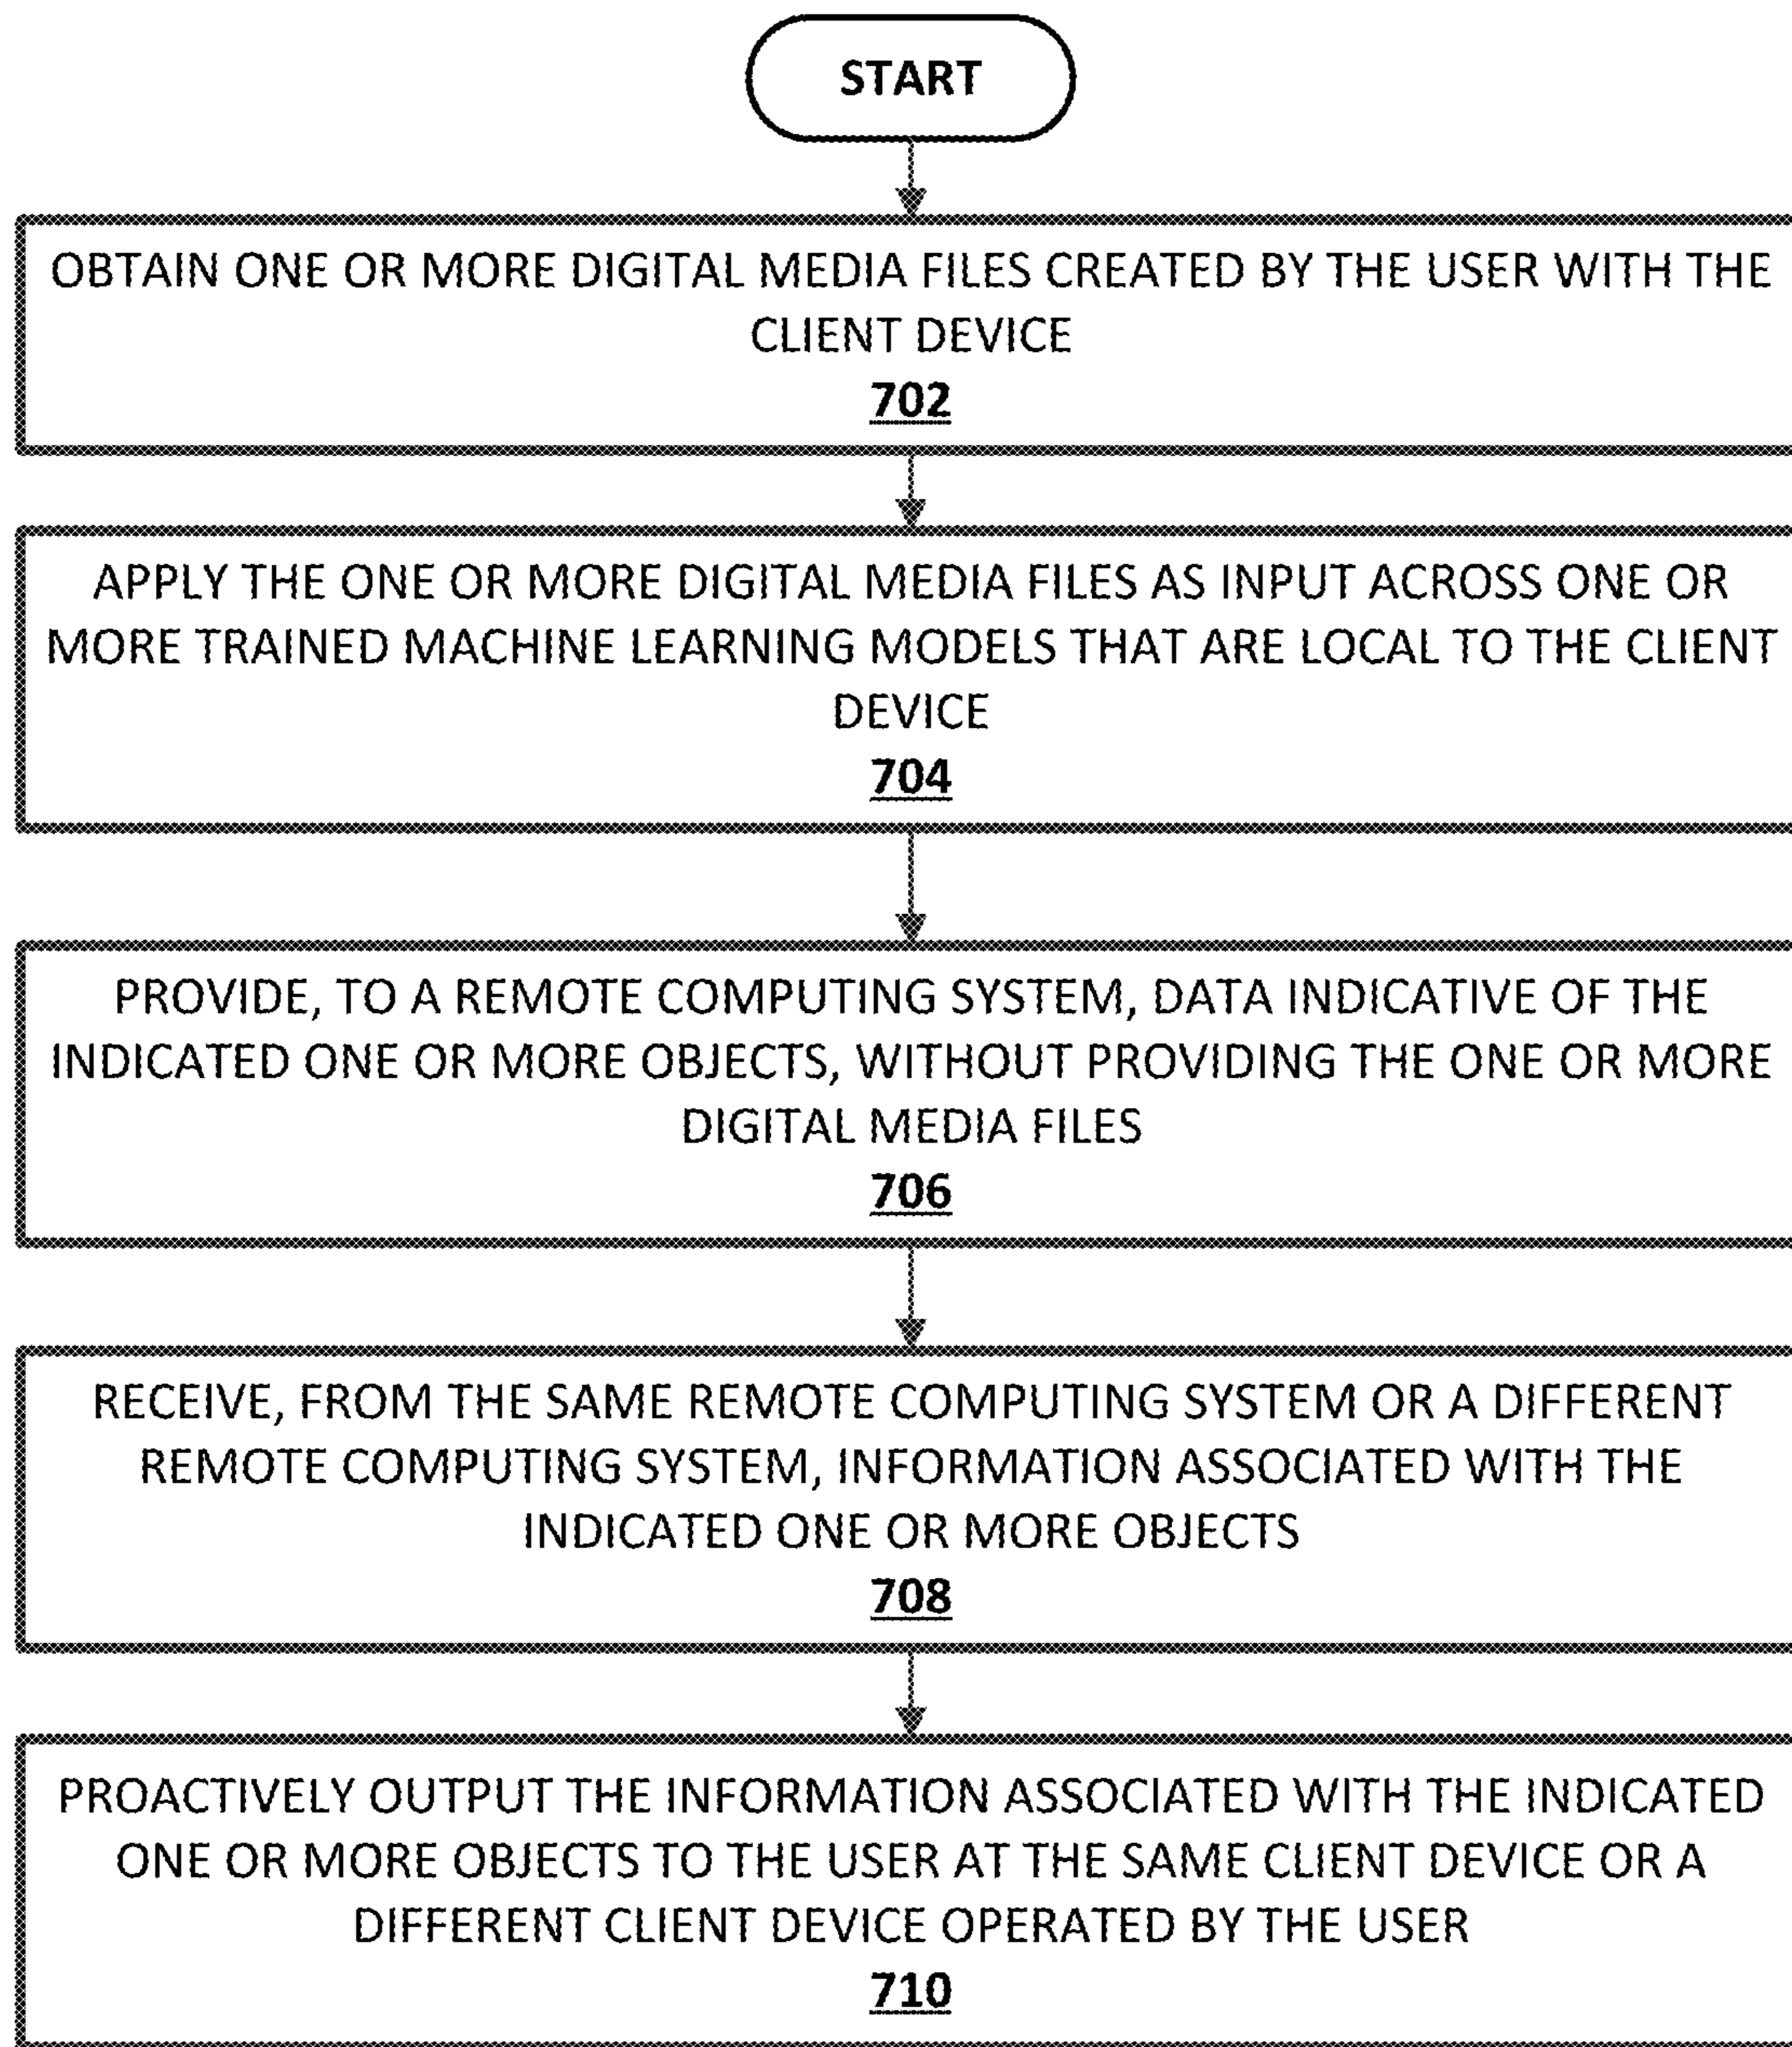 START
OBTAIN ONE OR MORE DIGITAL MEDIA FILES CREATED BY THE USER WITH THE
CLIENT DEVICE
702
APPLY THE ONE OR MORE DIGITAL MEDIA FILES AS INPUT ACROSS ONE OR
MORE TRAINED MACHINE LEARNING MODELS THAT ARE LOCAL TO THE CLIENT
DEVICE
704
PROVIDE, TO A REMOTE COMPUTING SYSTEM, DATA INDICATIVE OF THE
INDICATED ONE OR MORE OBJECTS, WITHOUT PROVIDING THE ONE OR MORE
DIGITAL MEDIA FILES
706
RECEIVE, FROM THE SAME REMOTE COMPUTING SYSTEM OR A DIFFERENT
REMOTE COMPUTING SYSTEM, INFORMATION ASSOCIATED WITH THE
INDICATED ONE OR MORE OBJECTS
708
PROACTIVELY OUTPUT THE INFORMATION ASSOCIATED WITH THE INDICATED
ONE OR MORE OBJECTS TO THE USER AT THE SAME CLIENT DEVICE OR A
DIFFERENT CLIENT DEVICE OPERATED BY THE USER
710